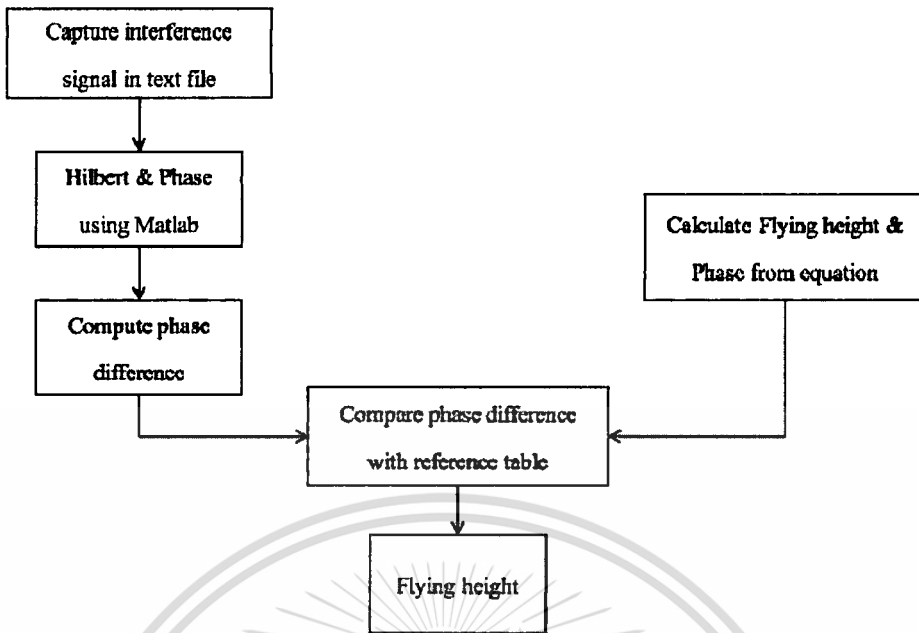 Capture interference
signal in text file
Hilbert & Phase
using Matlab
Calculate Flying height &
Phase from equation
Compute phase
difference
Compare phase difference
with reference table
Flying height